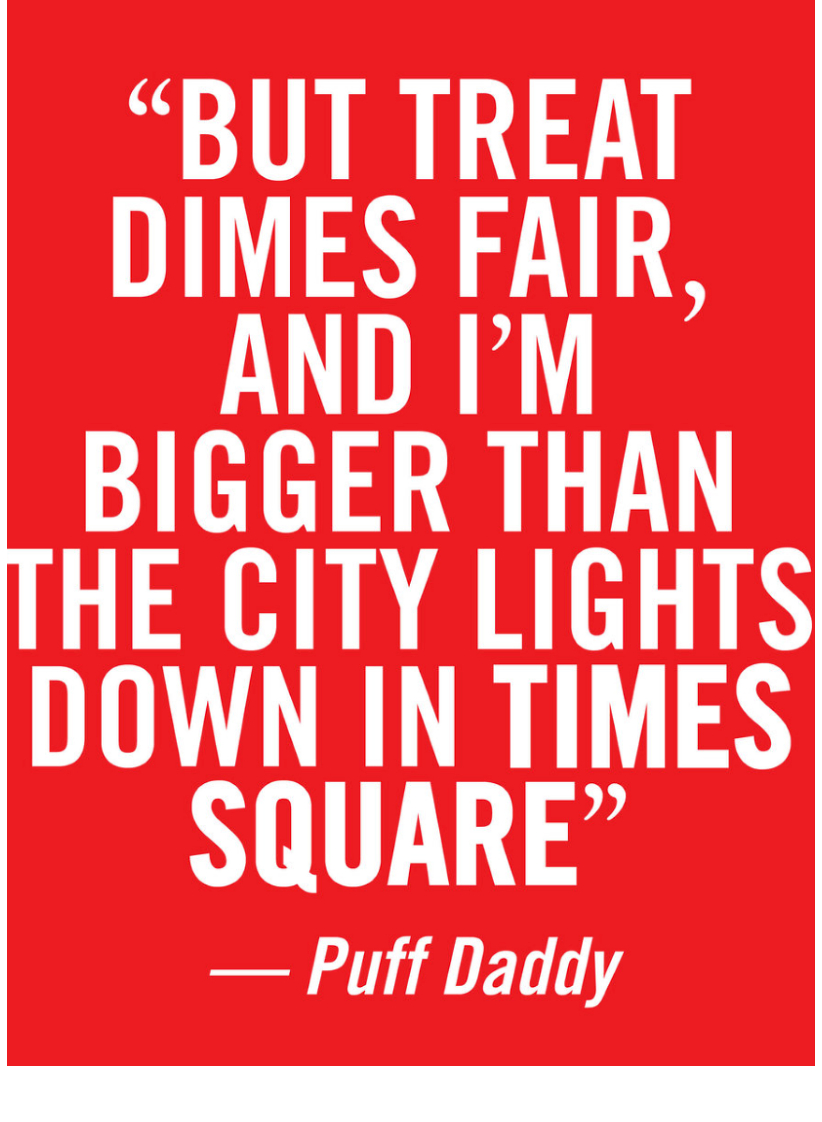 “BUT TREAT
DIMES FAIR,
AND I’M
BIGGER THAN
THE CITY LIGHTS
DOWN IN TIMES
SQUARE”
— Puff Daddy